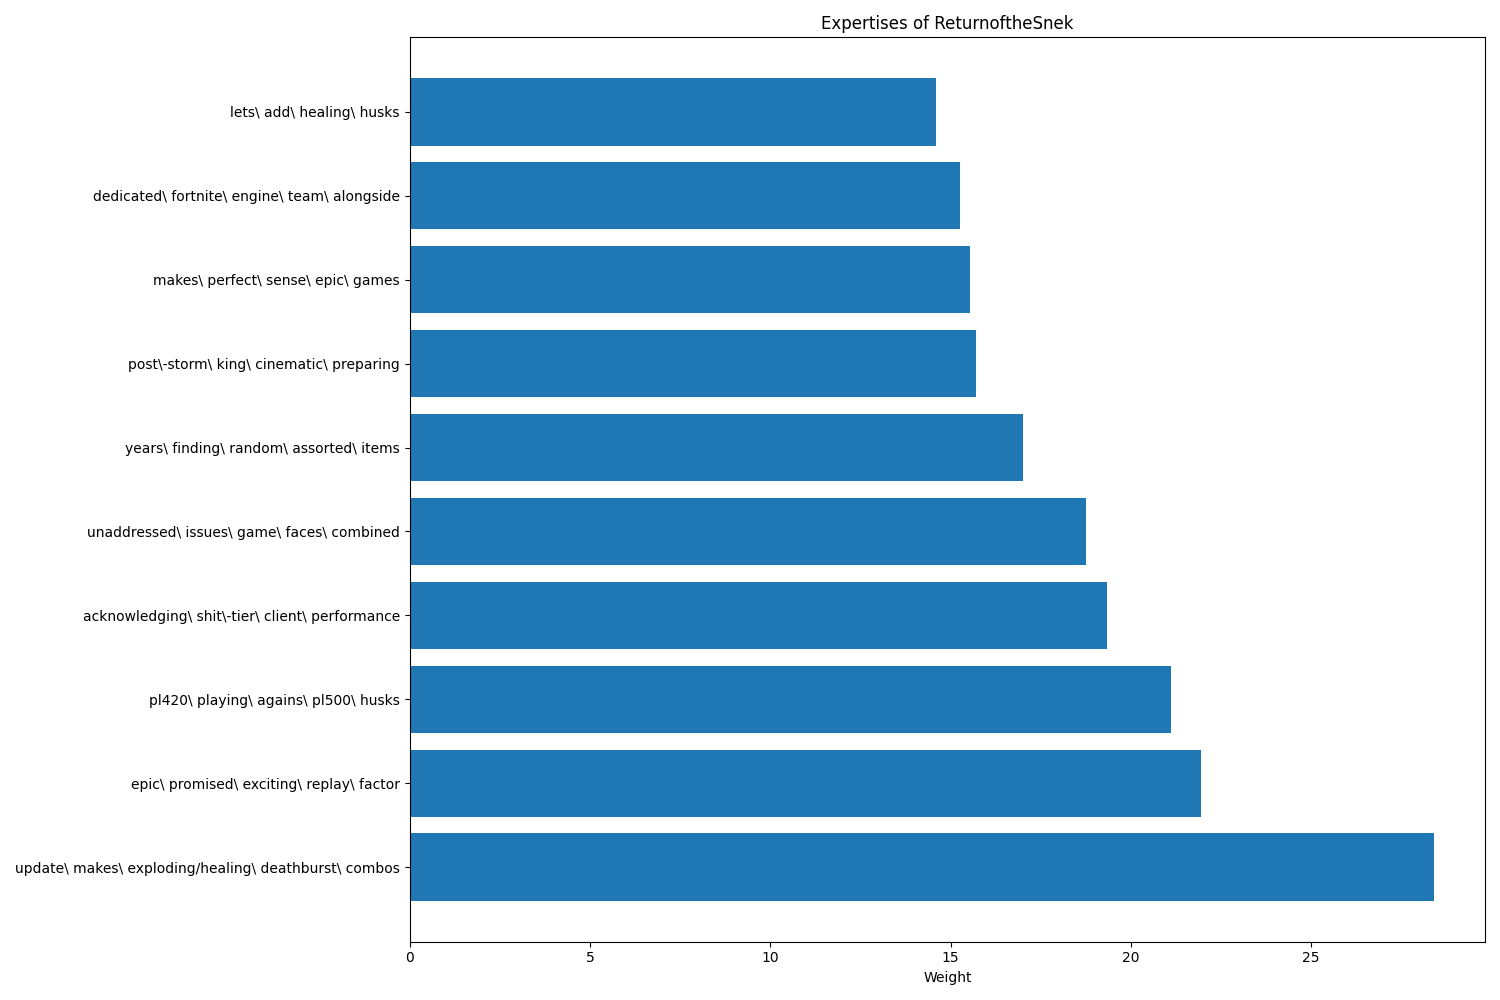 Expertises of ReturnoftheSnek
lets\ add\ healing\ husks
dedicated\ fortnite\ engine\ team\ alongside
makes\ perfect\ sense\ epic\ games
post\-storm\ king\ cinematic\ preparing
years\ finding\ random\ assorted\ items
unaddressed\ issues\ game\ faces\ combined
acknowledging\ shit\-tier\ client\ performance
pl420\ playing\ agains\ pl500\ husks
epic\ promised\ exciting\ replay\ factor
update\ makes\ exploding/healing\ deathburst\ combos
0 5 10 15 20 25
Weight